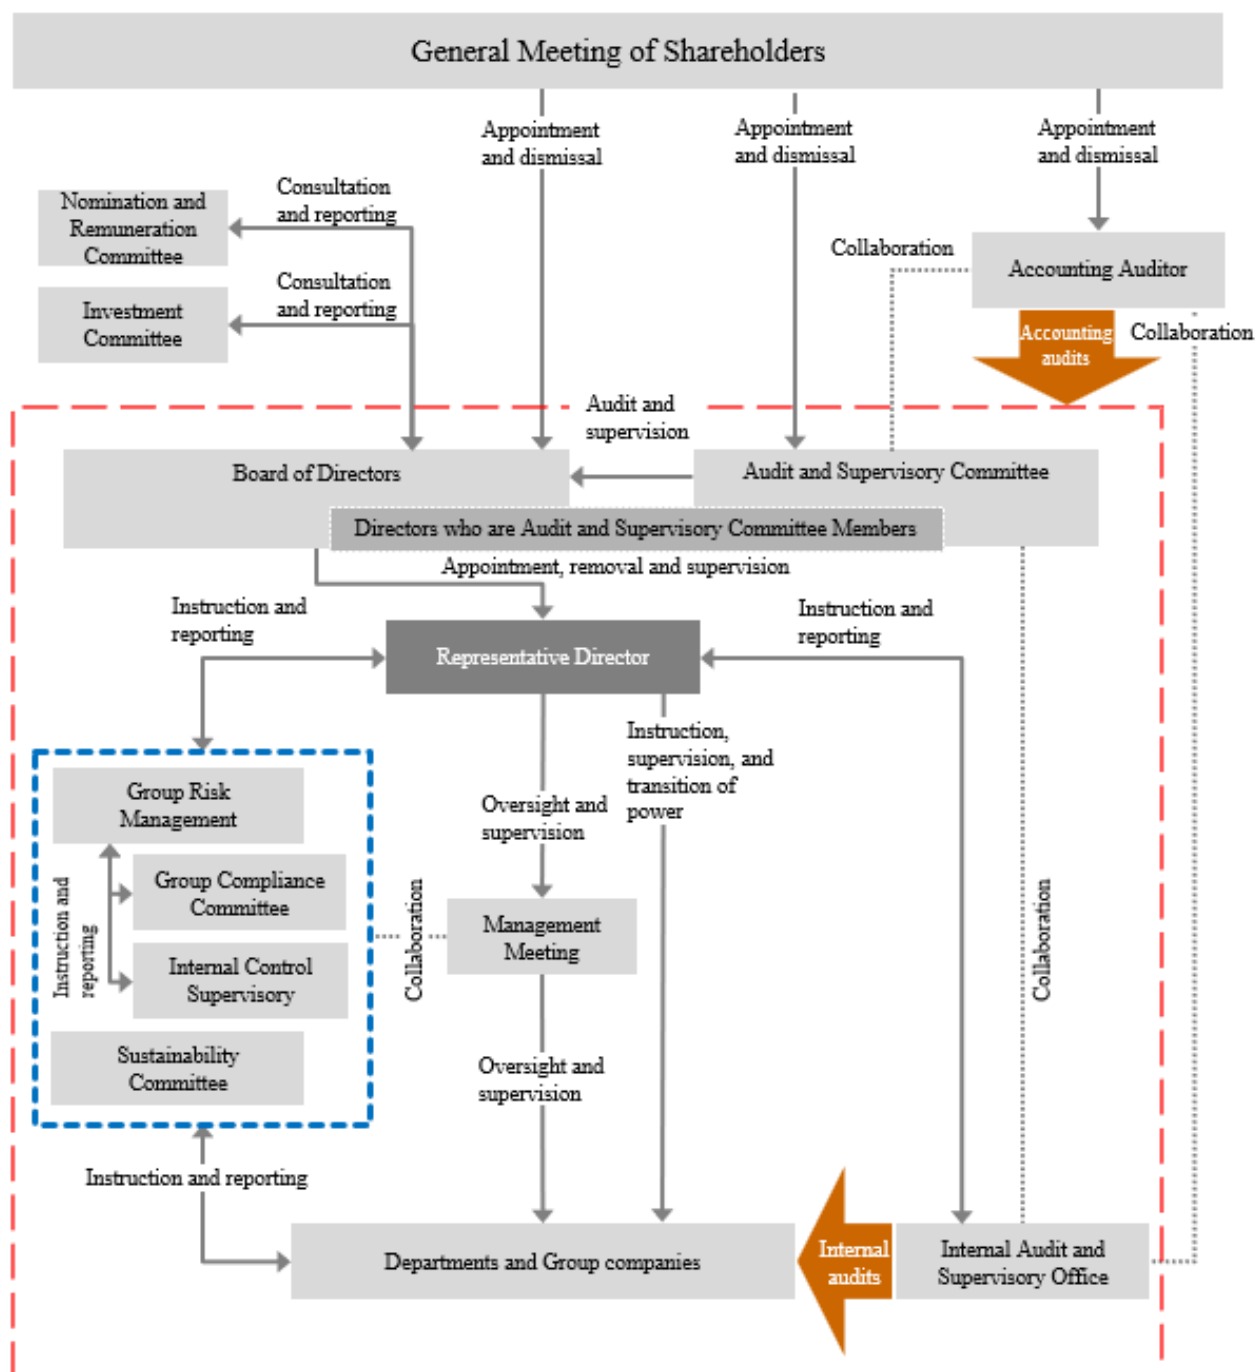 General Meeting of Shareholders
Appointment
and dismissal
Appointment
and dismissal
Appointment
and dismissal
Nomination and
Remuneration
Committee
Consultation
and reporting
Collaboration
Accounting Auditor
Investment
Committee
Consultation
and reporting
Accounting
audits
Collaboration
Audit and
supervision
Board of Directors
Audit and Supervisory Committee
Directors who are Audit and Supervisory Committee Members
Appointment, removal and supervision
Instruction and
reporting
Instruction and
reporting
Representative Director
Instruction,
supervision, and
transition of
power
Group Risk
Management
Oversight and
supervision
Instruction and
reporting
Group Compliance
Committee
Internal Control
Supervisory
Collaboration
Management
Meeting
Collaboration
Sustainability
Committee
Oversight and
supervision
Instruction and reporting
Departments and Group companies
Internal
audits
Internal Audit and
Supervisory Office